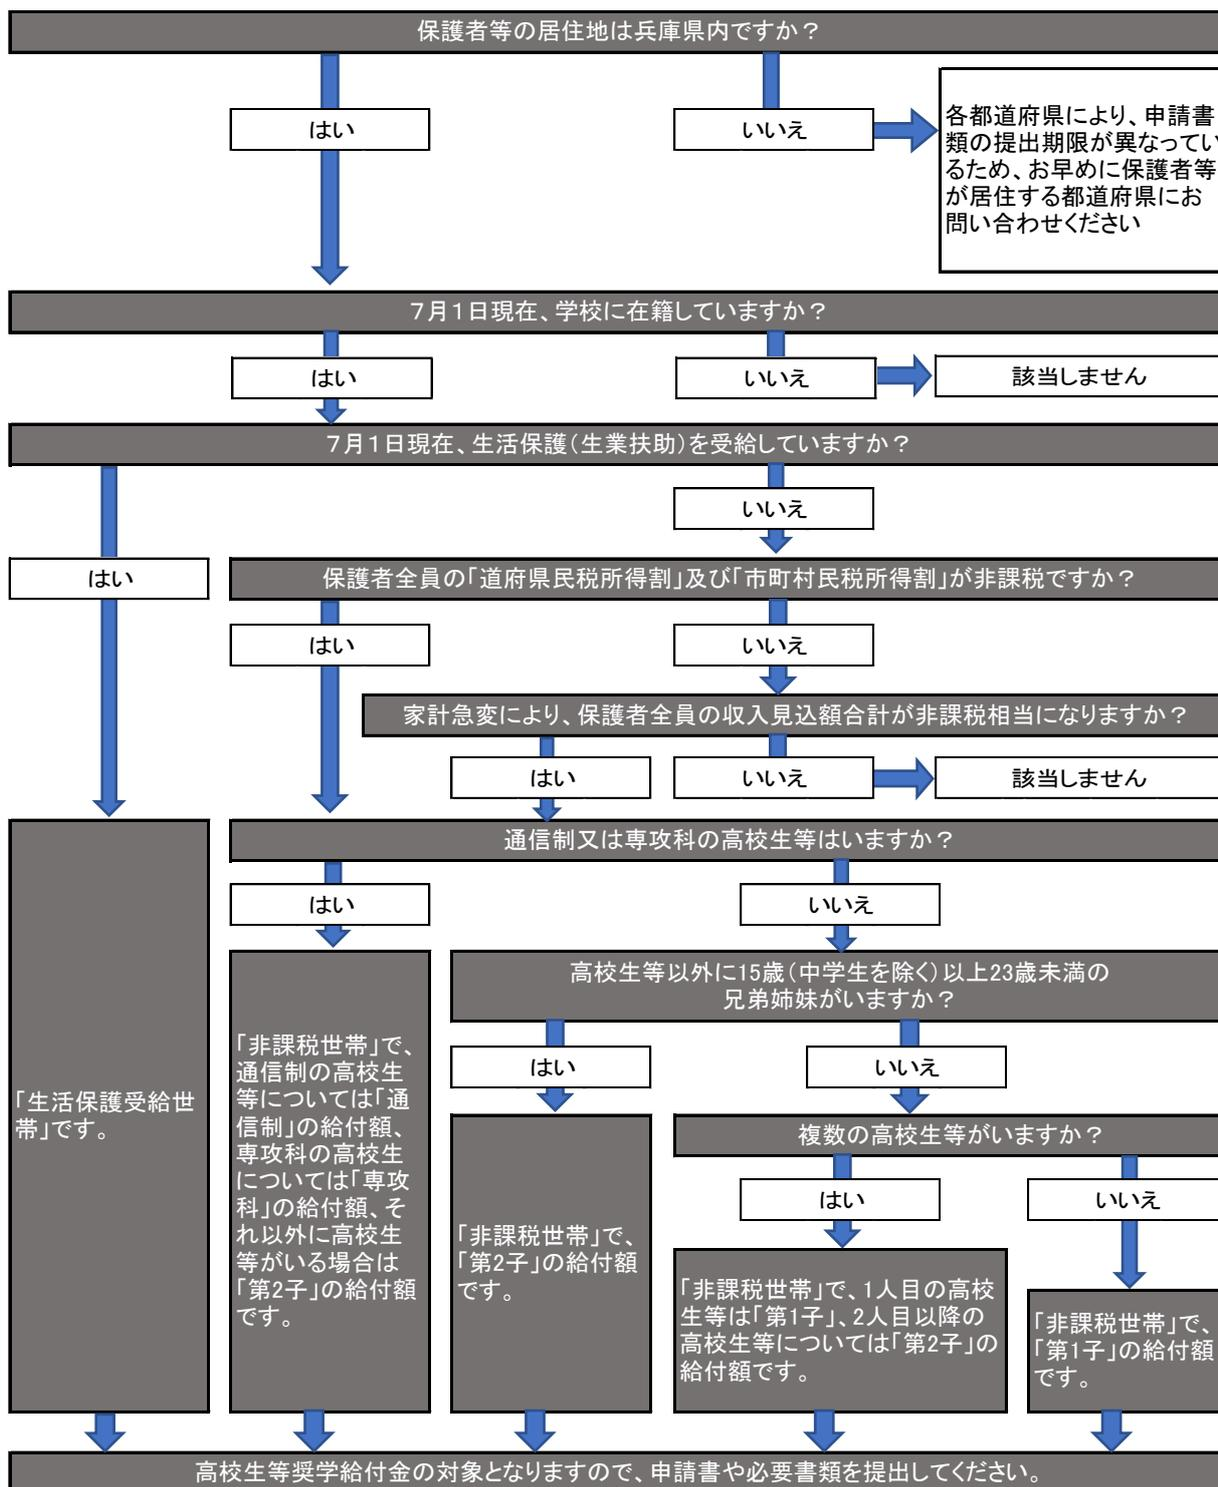 保護者等の居住地は兵庫県内ですか？
はい
いいえ
各都道府県により、申請書
類の提出期限が異なってい
るため、お早めに保護者等
が居住する都道府県にお
問い合わせください
７月１日現在、学校に在籍していますか？
はい
いいえ
該当しません
７月１日現在、生活保護（生業扶助）を受給していますか？
いいえ
はい
保護者全員の「道府県民税所得割」及び「市町村民税所得割」が非課税ですか？
はい
いいえ
家計急変により、保護者全員の収入見込額合計が非課税相当になりますか？
はい
いいえ
該当しません
通信制又は専攻科の高校生等はいますか？
はい
いいえ
高校生等以外に15歳（中学生を除く）以上23歳未満の
兄弟姉妹がいますか？
はい
いいえ
「生活保護受給世
帯」です。
「非課税世帯」で、
通信制の高校生
等については「通
信制」の給付額、
専攻科の高校生
については「専攻
科」の給付額、そ
れ以外に高校生
等がいる場合は
「第2子」の給付額
です。
複数の高校生等がいますか？
はい
いいえ
「非課税世帯」で、
「第2子」の給付額
です。
「非課税世帯」で、1人目の高校
生等は「第1子」、2人目以降の
高校生等については「第2子」の
給付額です。
「非課税世帯」で、
「第1子」の給付額
です。
高校生等奨学給付金の対象となりますので、申請書や必要書類を提出してください。